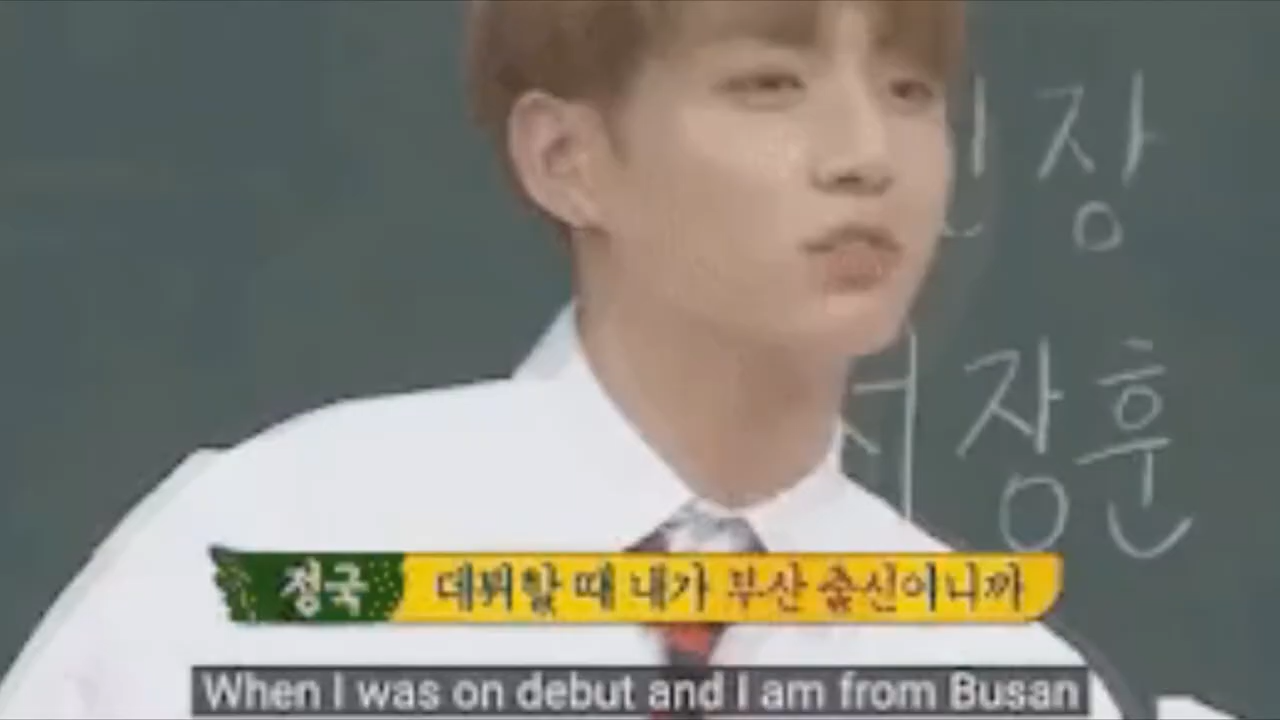 장
서장훈
정국 데뷔할 때 내가 부산 출신이니까
When I was on debut and I am from Busan